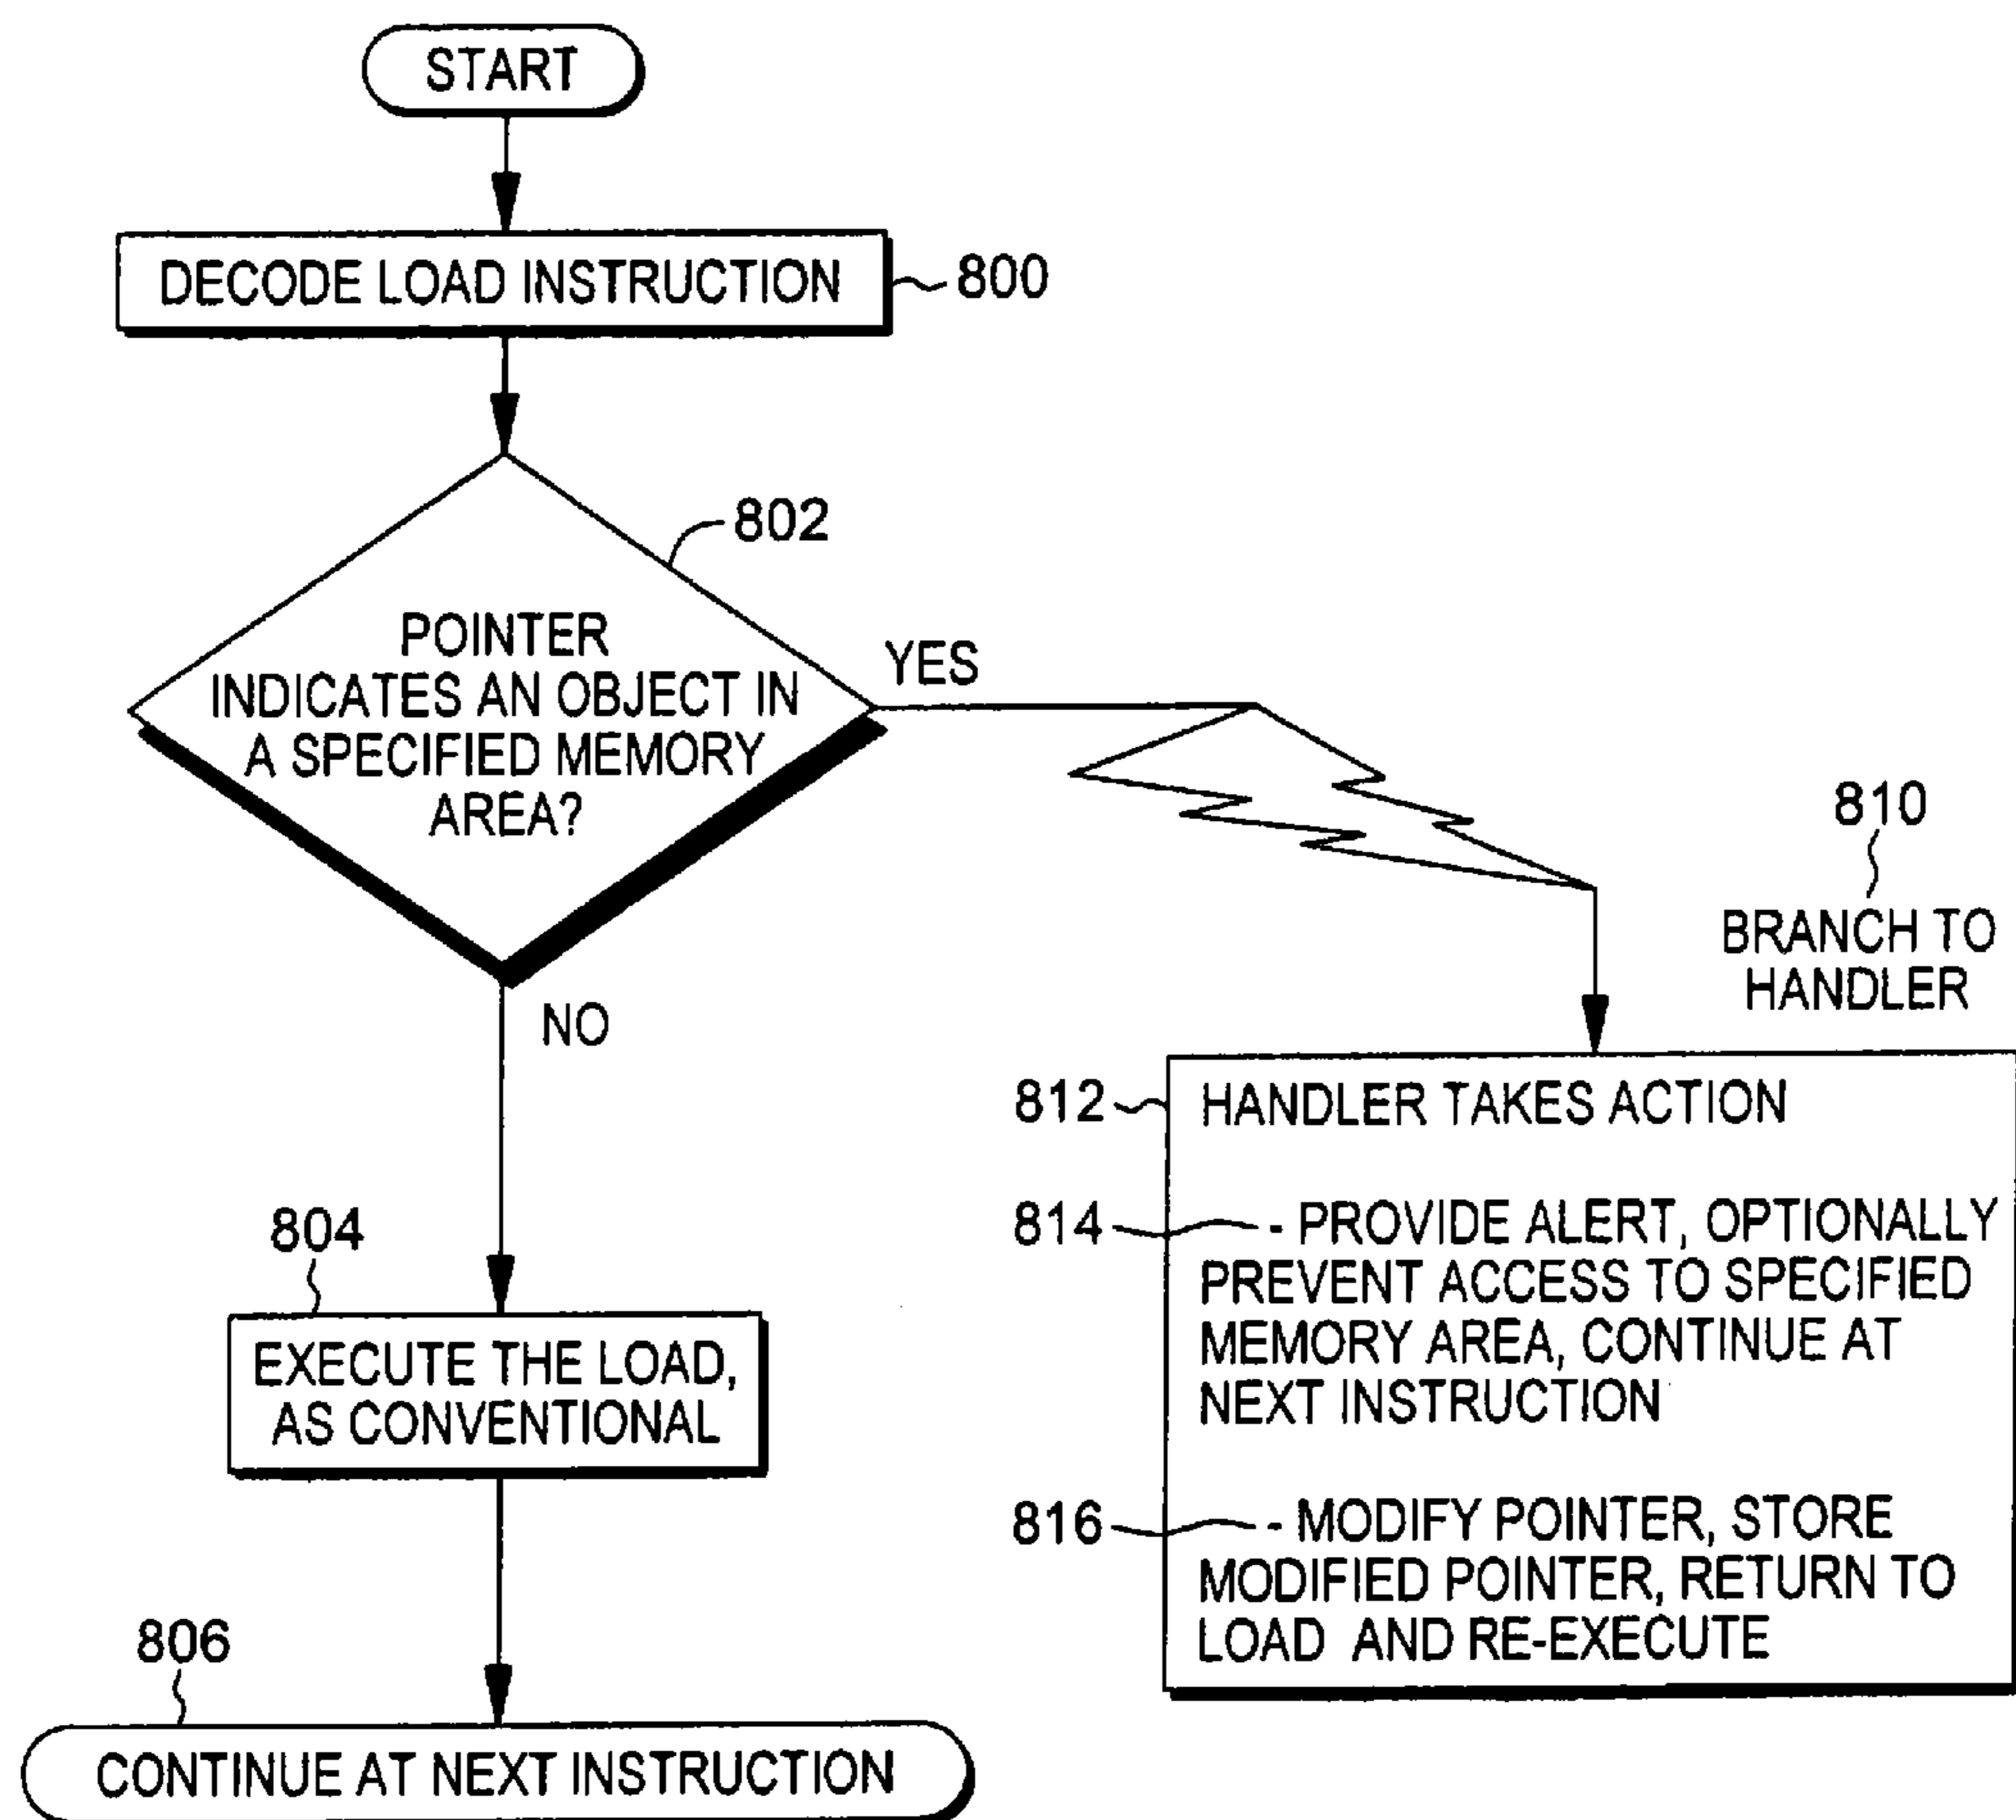 START
DECODE LOAD INSTRUCTION
800
802
POINTER
INDICATES AN OBJECT IN
A SPECIFIED MEMORY
AREA?
YES
NO
810
BRANCH TO
HANDLER
812
HANDLER TAKES ACTION
814
- PROVIDE ALERT, OPTIONALLY
PREVENT ACCESS TO SPECIFIED
MEMORY AREA, CONTINUE AT
NEXT INSTRUCTION
816
- MODIFY POINTER, STORE
MODIFIED POINTER, RETURN TO
LOAD AND RE-EXECUTE
804
EXECUTE THE LOAD,
AS CONVENTIONAL
806
CONTINUE AT NEXT INSTRUCTION